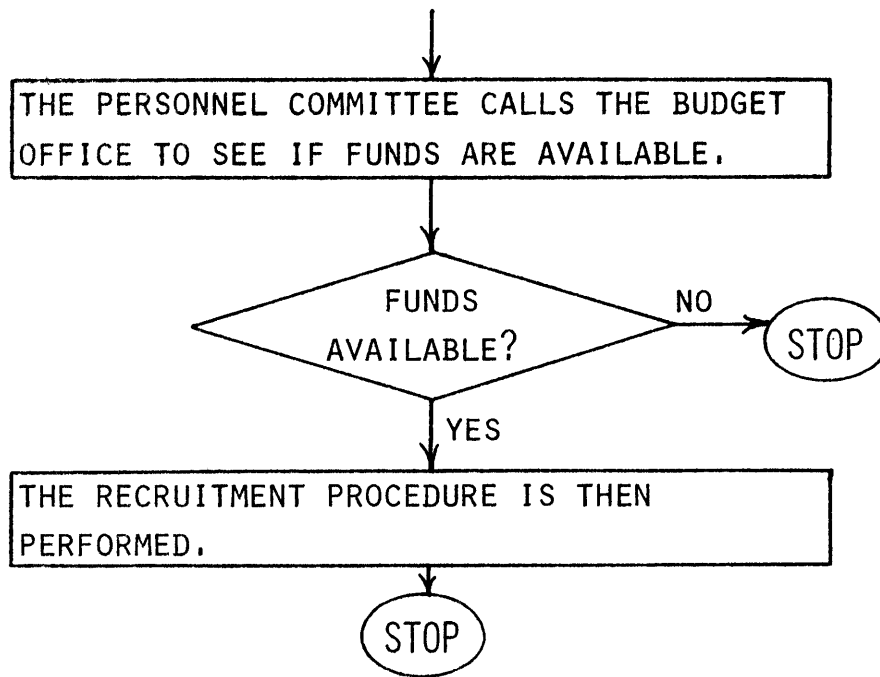 THE PERSONNEL COMMITTEE CALLS THE BUDGET
OFFICE TO SEE IF FUNDS ARE AVAILABLE.
FUNDS
AVAILABLE?
NO
STOP
YES
THE RECRUITMENT PROCEDURE IS THEN
PERFORMED.
STOP